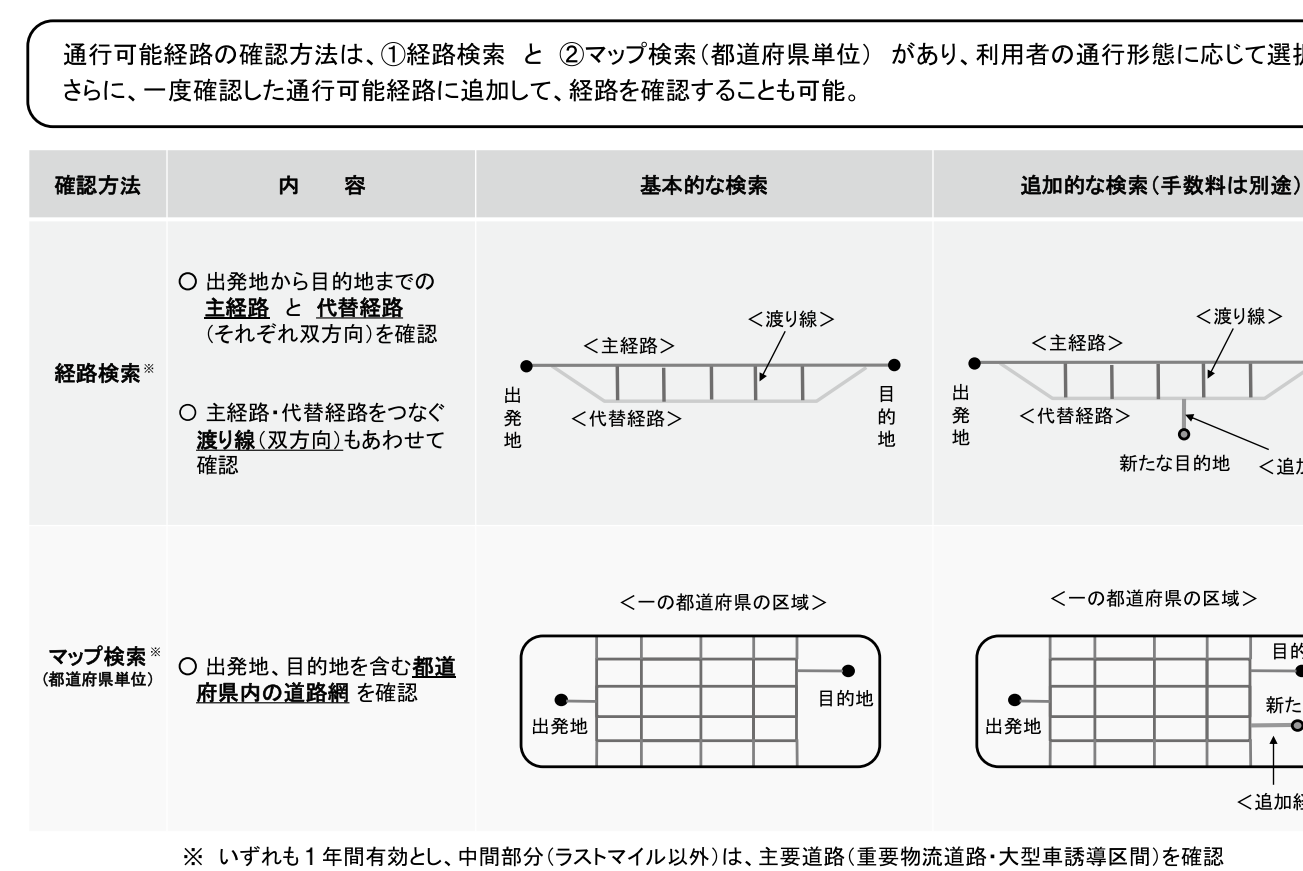 通行可能経路の確認方法は、①経路検索 と ②マップ検索(都道府県単位) があり、利用者の通行形態に応じて選
さらに、一度確認した通行可能経路に追加して、経路を確認することも可能。
確認方法
内 容
基本的な検索
追加的な検索(手数料は別途)
経路検索※
○ 出発地から目的地までの
主経路 と 代替経路
(それぞれ双方向)を確認
○ 主経路・代替経路をつなぐ
渡り線(双方向)もあわせて
確認
<渡り線>
<主経路>
<代替経路>
出発地
目的地
<渡り線>
<主経路>
<代替経路>
出発地
新たな目的地
<追加
マップ検索※
(都道府県単位)
○ 出発地、目的地を含む都道
府県内の道路網 を確認
<一の都道府県の区域>
目的地
出発地
<一の都道府県の区域>
目的
新た
出発地
<追加経
※ いずれも1年間有効とし、中間部分(ラストマイル以外)は、主要道路(重要物流道路・大型車誘導区間)を確認